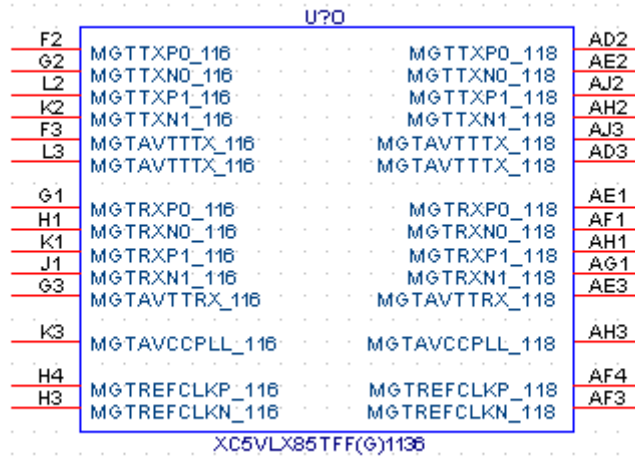 U?O
F2 MGTTXP0_116 MGTTXP0_118 AD2
G2 MGTTXN0_116 MGTTXN0_118 AE2
L2 MGTTXP1_116 MGTTXP1_118 AJ2
K2 MGTTXN1_116 MGTTXN1_118 AH2
F3 MGTAVTTTX_116 MGTAVTTTX_118 AJ3
L3 MGTAVTTTX_116 MGTAVTTTX_118 AD3
G1 MGTRXP0_116 MGTRXP0_118 AE1
H1 MGTRXN0_116 MGTRXN0_118 AF1
K1 MGTRXP1_116 MGTRXP1_118 AH1
J1 MGTRXN1_116 MGTRXN1_118 AG1
G3 MGTAVTTRX_116 MGTAVTTRX_118 AE3
K3 MGTAVCCPLL_116 MGTAVCCPLL_118 AH3
H4 MGTREFCLKP_116 MGTREFCLKP_118 AF4
H3 MGTREFCLKN_116 MGTREFCLKN_118 AF3
XC5VLX85TFF(G)1136